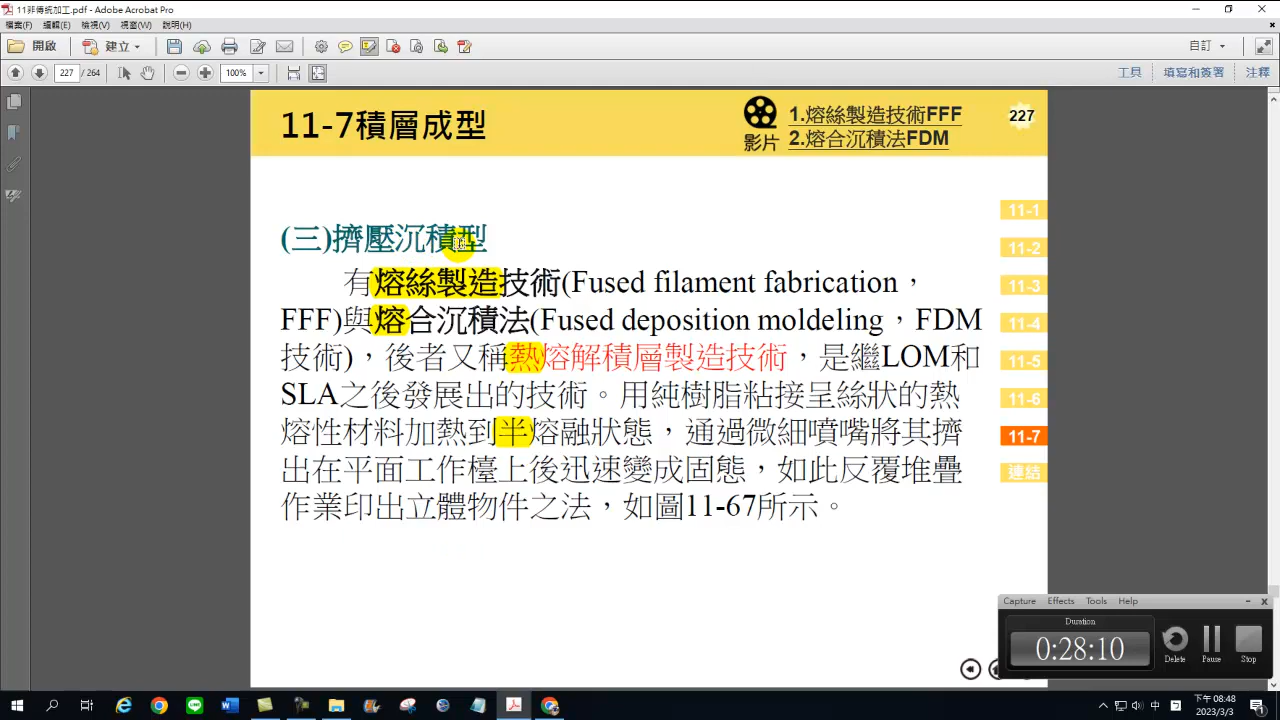 11非傳統加工.pdf - Adobe Acrobat Pro
檔案(F) 編輯(E) 檢視(V) 視窗(W) 說明(H)
開啟 建立 自訂
227 / 264 100% 工具 填寫和簽署 注釋
11-7積層成型
影片
1.熔絲製造技術FFF
2.熔合沉積法FDM
227
(三)擠壓沉積型
有熔絲製造技術(Fused filament fabrication，
FFF)與熔合沉積法(Fused deposition moldeling，FDM
技術)，後者又稱熱熔解積層製造技術，是繼LOM和
SLA之後發展出的技術。用純樹脂粘接呈絲狀的熱
熔性材料加熱到半熔融狀態，通過微細噴嘴將其擠
出在平面工作檯上後迅速變成固態，如此反覆堆疊
作業印出立體物件之法，如圖11-67所示。
11-1
11-2
11-3
11-4
11-5
11-6
11-7
連結
Capture Effects Tools Help
Duration
0:28:10
Delete Pause Stop
中
下午 08:48
2023/3/3